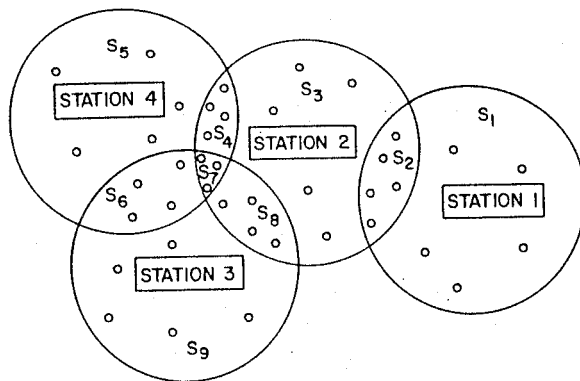 S5
S3
S1
STATION 4
S4
STATION 2
S2
S7
S6
S8
STATION 1
STATION 3
S9